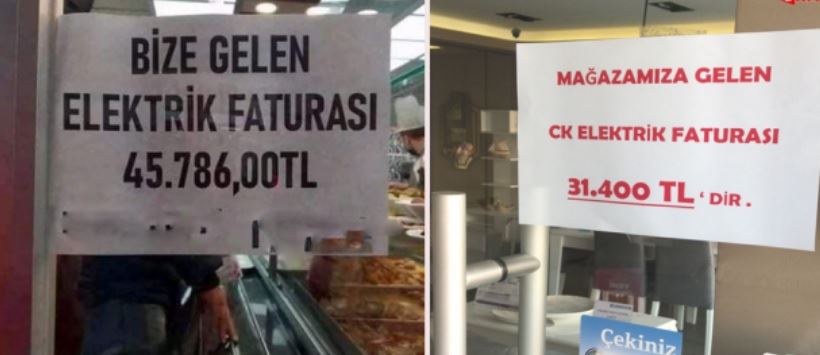 BİZE GELEN
ELEKTRİK FATURASI
45.786,00TL
MAĞAZAMIZA GELEN
CK ELEKTRİK FATURASI
31.400 TL 'DİR.
Çekiniz